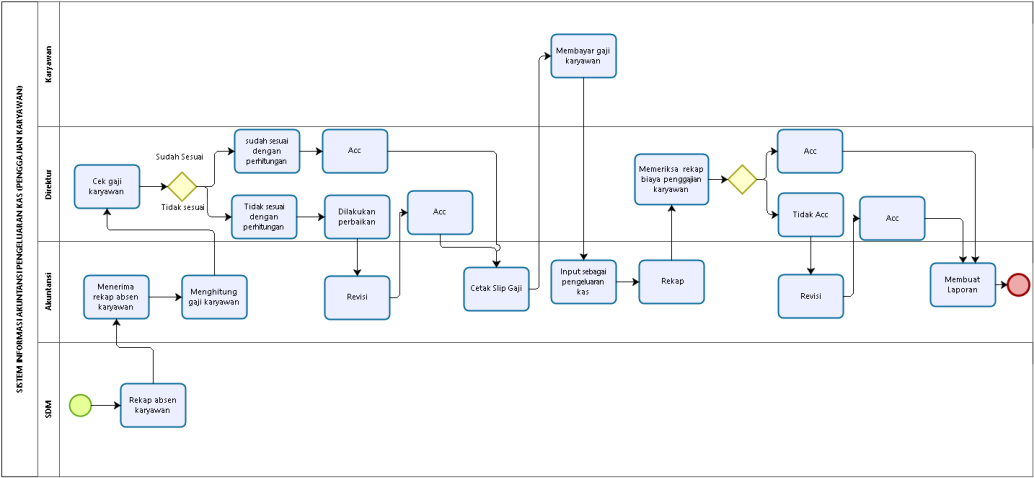 SISTEM INFORMASI AKUNTANSI PENGELUARAN KAS (PENGGAJIAN KARYAWAN)
Karyawan
Membayar gaji
karyawan
Direktur
Cek gaji
karyawan
Sudah Sesuai
Tidak sesuai
sudah sesuai
dengan
perhitungan
Acc
Tidak sesuai
dengan
perhitungan
Dilakukan
perbaikan
Acc
Memeriksa rekap
biaya penggajian
karyawan
Acc
Tidak Acc
Acc
Akuntansi
Menerima
rekap absen
karyawan
Menghitung
gaji karyawan
Revisi
Cetak Slip Gaji
Input sebagai
pengeluaran
kas
Rekap
Revisi
Membuat
Laporan
SDM
Rekap absen
karyawan